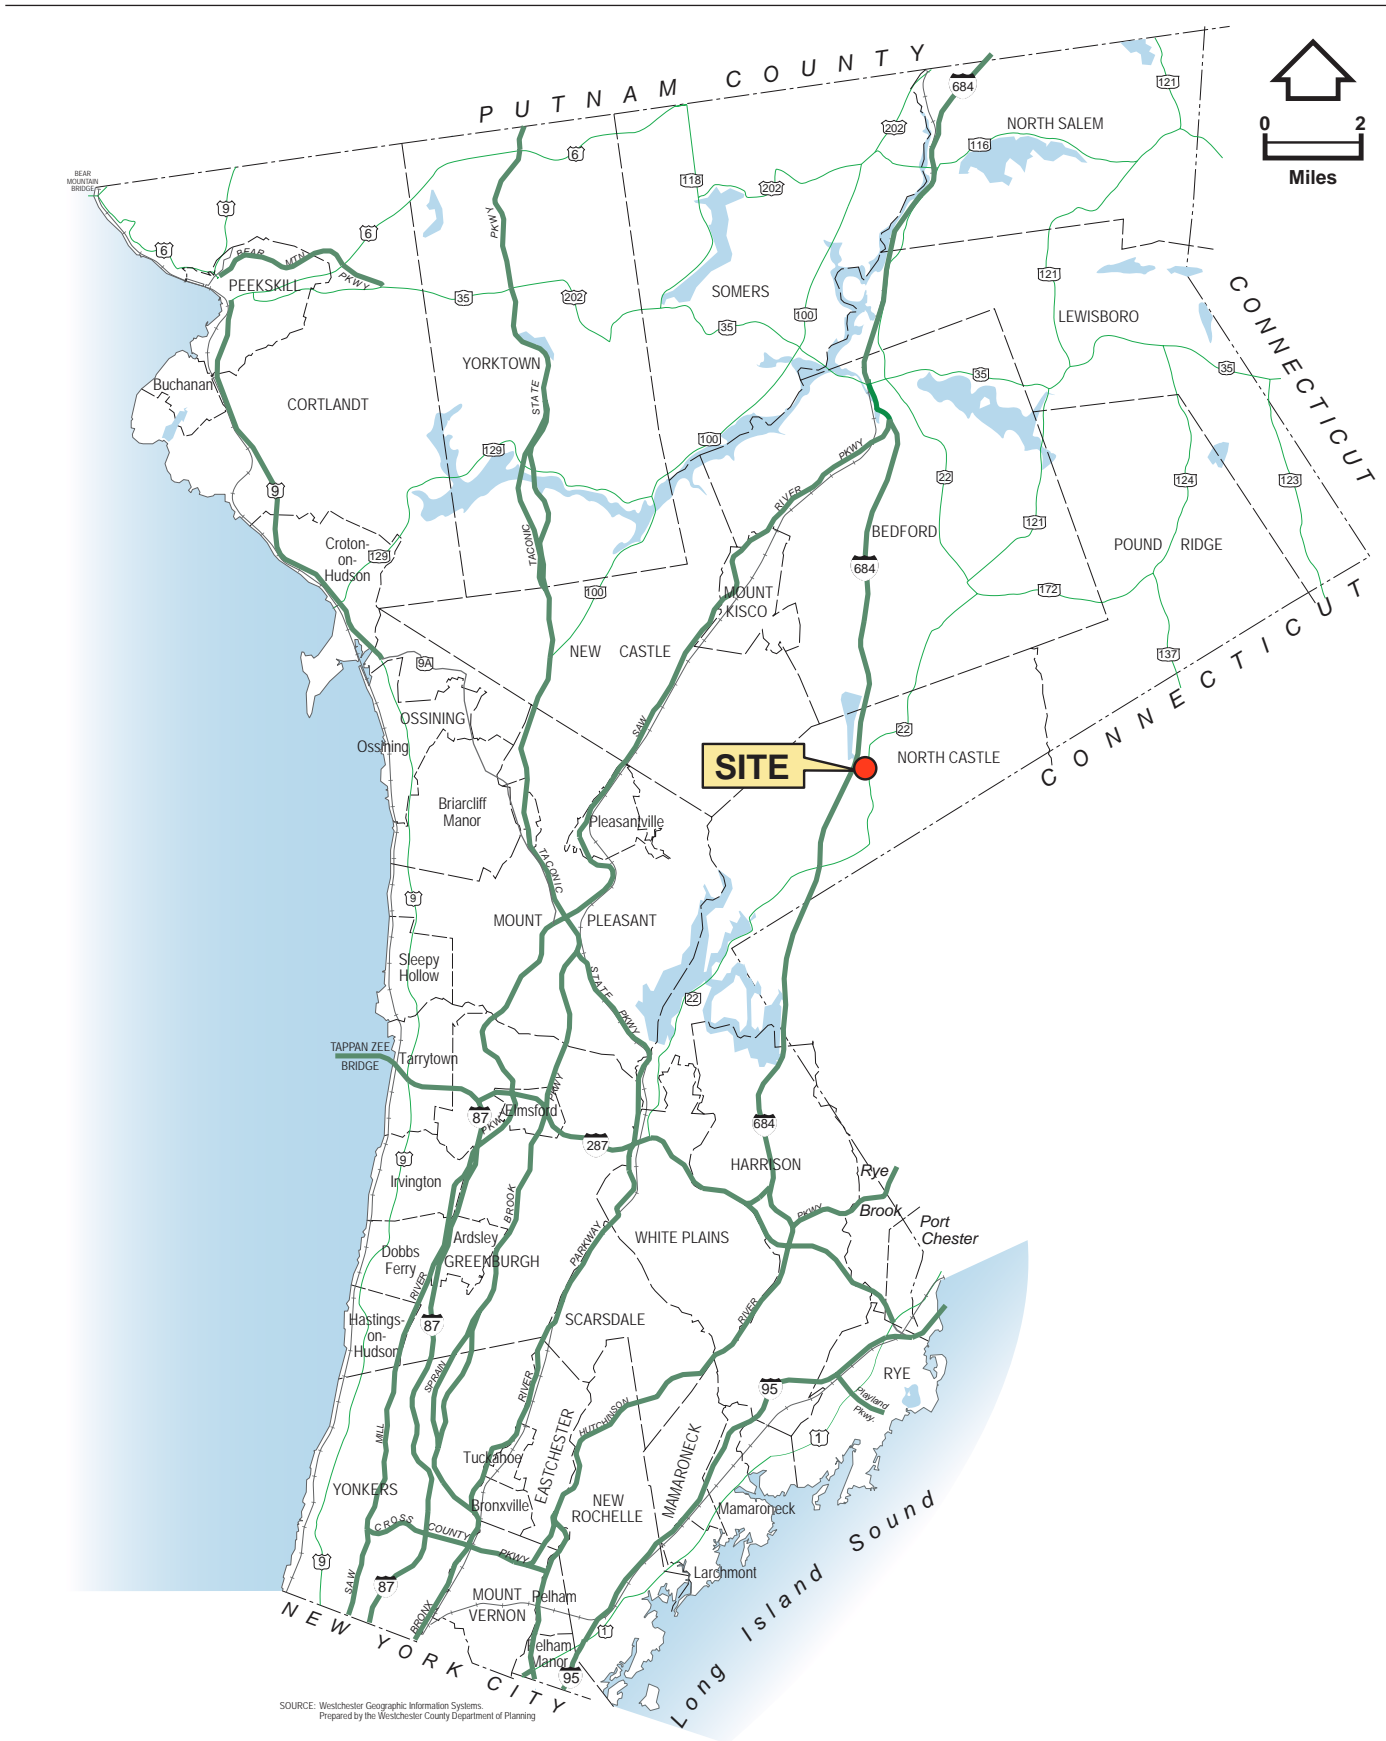 PUTNAM COUNTY
684
121
NORTH SALEM
202
116
0 2
Miles
6
BEAR
MOUNTAIN
BRIDGE
118
202
9
PKWY
6
6
BEAR MTN PKWY
PEEKSKILL
121
CONNECTICUT
35
202
SOMERS
100
LEWISBORO
35
YORKTOWN
Buchanan
STATE
35
35
CORTLANDT
100
129
PKWY
22
124
123
9
RIVER
121
TACONIC
BEDFORD
POUND RIDGE
Croton-
on-
Hudson
129
684
100
172
MOUNT
KISCO
NEW CASTLE
9A
137
CONNECTICUT
OSSINING
SAW
22
Ossining
NORTH CASTLE
SITE
Briarcliff
Manor
Pleasantville
TACONIC
9
MOUNT PLEASANT
Sleepy
Hollow
STATE PKWY
22
TAPPAN ZEE
BRIDGE
Tarrytown
PKWY
87
Elmsford
PKWY
684
287
9
HARRISON
Rye
Brook
Irvington
BROOK
PKWY
Port
Chester
Ardsley
PARKWAY
WHITE PLAINS
Dobbs
Ferry
GREENBURGH
RIVER
RIVER
87
Hastings-
on-
Hudson
SCARSDALE
SPRAIN
RIVER
95
RYE
Playland
Pkwy.
HUTCHINSON
MILL
EASTCHESTER
MAMARONECK
1
Tuckahoe
YONKERS
Bronxville
NEW
ROCHELLE
Mamaroneck
CROSS COUNTY PKWY
9
Larchmont
SAW
87
MOUNT
VERNON
Pelham
BRONX
1
Long Island Sound
Pelham
Manor
95
NEW YORK CITY
SOURCE: Westchester Geographic Information Systems.
Prepared by the Westchester County Department of Planning